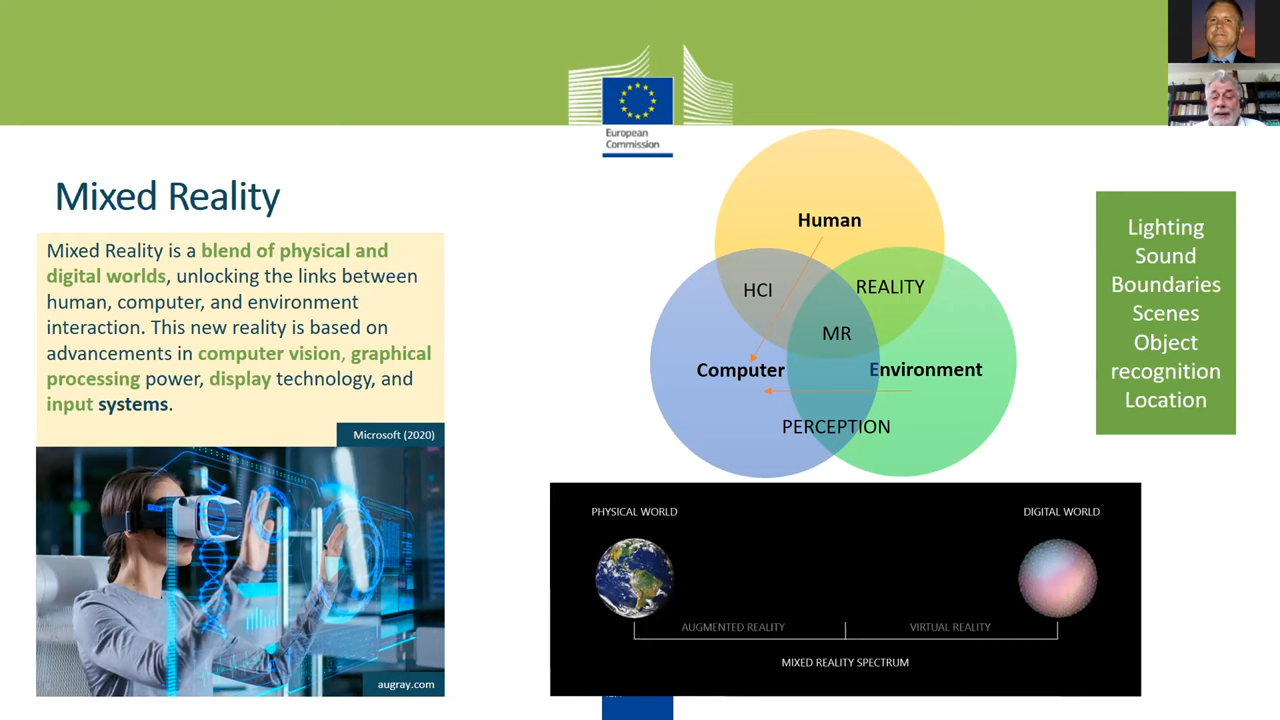 European
Commission
Mixed Reality
Mixed Reality is a blend of physical and
digital worlds, unlocking the links between
human, computer, and environment
interaction. This new reality is based on
advancements in computer vision, graphical
processing power, display technology, and
input systems.
Microsoft (2020)
augray.com
Human
HCI
REALITY
MR
Computer
Environment
PERCEPTION
Lighting
Sound
Boundaries
Scenes
Object
recognition
Location
PHYSICAL WORLD
DIGITAL WORLD
AUGMENTED REALITY
VIRTUAL REALITY
MIXED REALITY SPECTRUM